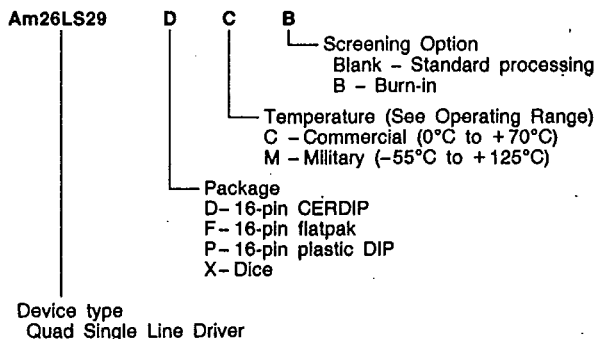 Am26LS29 D C B
Screening Option
Blank – Standard processing
B – Burn-in
Temperature (See Operating Range)
C – Commercial (0°C to +70°C)
M – Military (–55°C to +125°C)
Package
D– 16-pin CERDIP
F – 16-pin flatpak
P – 16-pin plastic DIP
X – Dice
Device type
Quad Single Line Driver